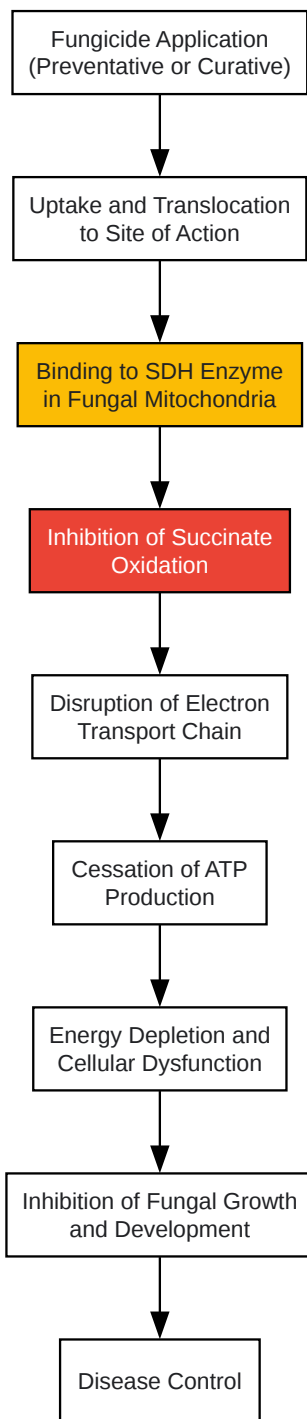 Fungicide Application
(Preventative or Curative)
Uptake and Translocation
to Site of Action
Binding to SDH Enzyme
in Fungal Mitochondria
Inhibition of Succinate
Oxidation
Disruption of Electron
Transport Chain
Cessation of ATP
Production
Energy Depletion and
Cellular Dysfunction
Inhibition of Fungal Growth
and Development
Disease Control